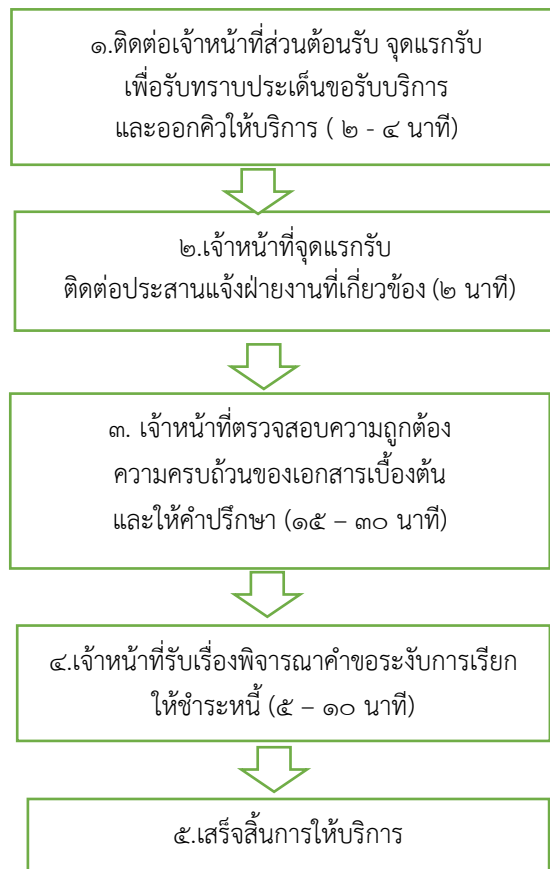 ๑.ติดต่อเจ้าหน้าที่ส่วนต้อนรับ จุดแรกรับ
เพื่อรับทราบประเด็นขอรับบริการ
และออกคิวให้บริการ ( ๒ - ๔ นาที)
๒.เจ้าหน้าที่จุดแรกรับ
ติดต่อประสานแจ้งฝ่ายงานที่เกี่ยวข้อง (๒ นาที)
๓. เจ้าหน้าที่ตรวจสอบความถูกต้อง
ความครบถ้วนของเอกสารเบื้องต้น
และให้คำปรึกษา (๑๕ – ๓๐ นาที)
๔.เจ้าหน้าที่รับเรื่องพิจารณาคำขอระงับการเรียก
ให้ชำระหนี้ (๕ – ๑๐ นาที)
๕.เสร็จสิ้นการให้บริการ